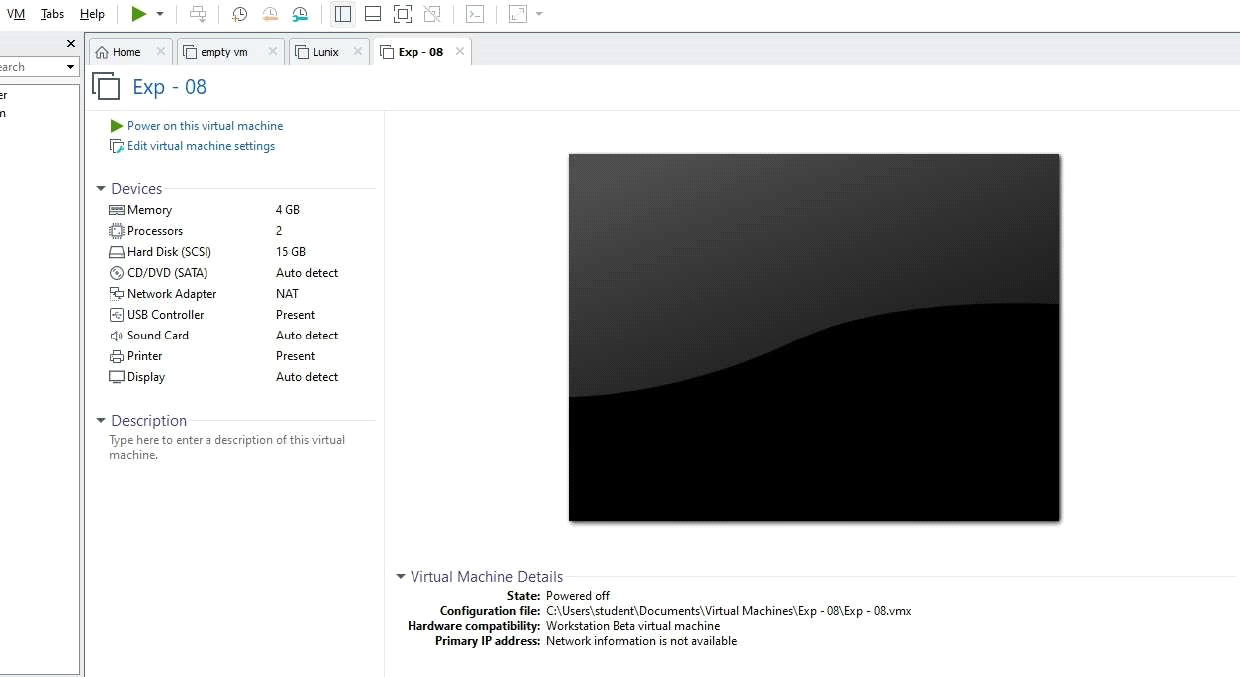 VM Tabs Help
Home empty vm Lunix Exp - 08
earch
er
m
Exp - 08
Power on this virtual machine
Edit virtual machine settings
Devices
Memory 4 GB
Processors 2
Hard Disk (SCSI) 15 GB
CD/DVD (SATA) Auto detect
Network Adapter NAT
USB Controller Present
Sound Card Auto detect
Printer Present
Display Auto detect
Description
Type here to enter a description of this virtual
machine.
Virtual Machine Details
State: Powered off
Configuration file: C:\Users\student\Documents\Virtual Machines\Exp - 08\Exp - 08.vmx
Hardware compatibility: Workstation Beta virtual machine
Primary IP address: Network information is not available